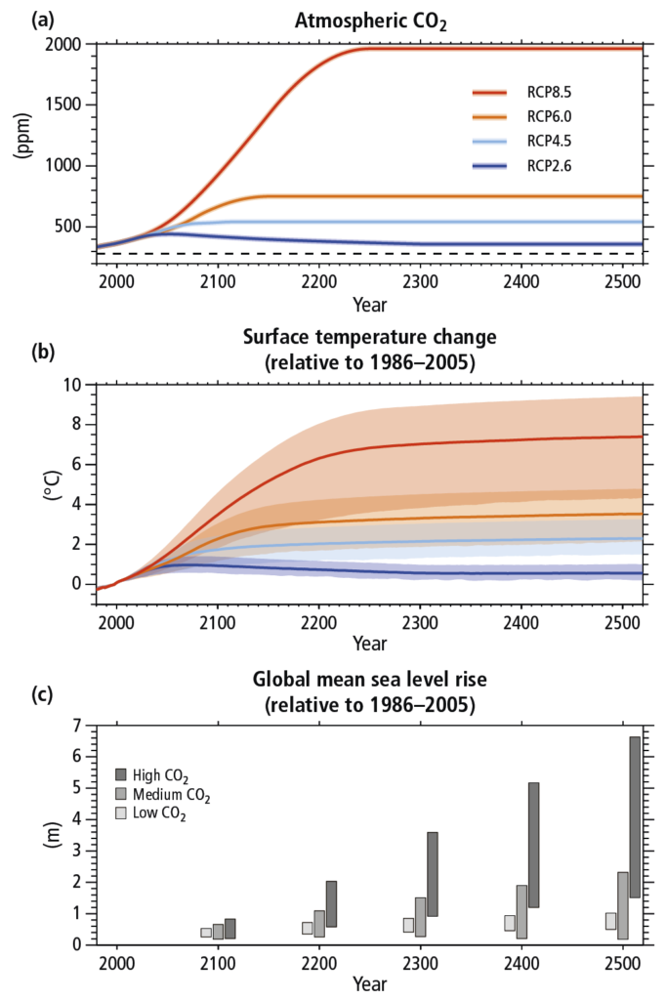 (a)
Atmospheric CO2
2000
1500
1000
500
(ppm)
RCP8.5
RCP6.0
RCP4.5
RCP2.6
2000 2100 2200 2300 2400 2500
Year
(b)
Surface temperature change
(relative to 1986–2005)
10
8
6
4
2
0
(°C)
2000 2100 2200 2300 2400 2500
Year
(c)
Global mean sea level rise
(relative to 1986–2005)
7
6
5
4
3
2
1
0
(m)
High CO2
Medium CO2
Low CO2
2000 2100 2200 2300 2400 2500
Year